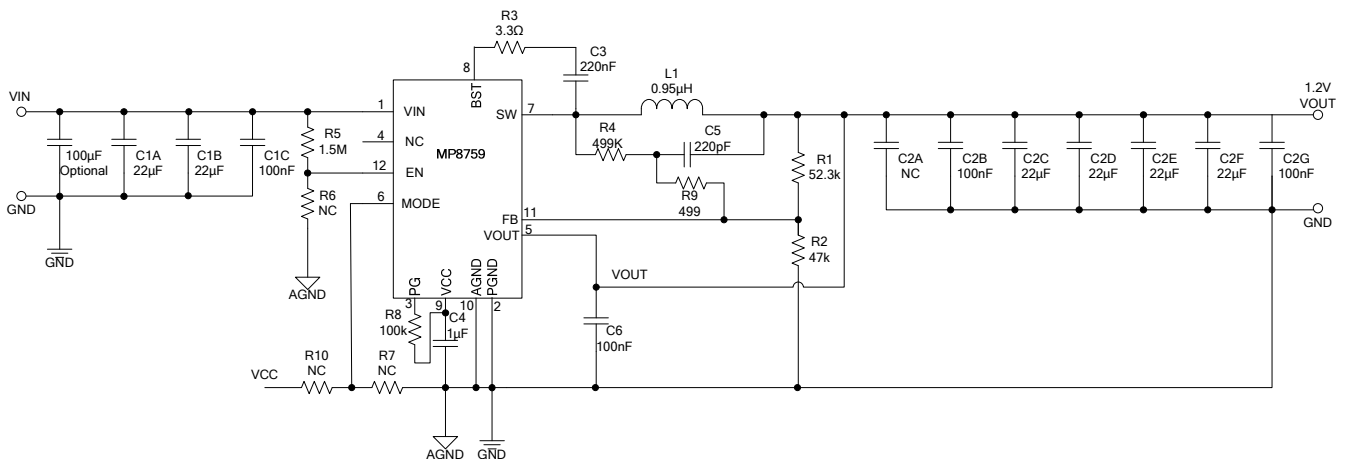 R3
3.3Ω
C3
220nF
8
BST
L1
0.95µH
VIN
1
VIN
SW
7
1.2V
VOUT
100µF
Optional
C1A
22µF
C1B
22µF
C1C
100nF
R5
1.5M
4
NC
MP8759
R4
499K
C5
220pF
R1
52.3k
C2A
NC
C2B
100nF
C2C
22µF
C2D
22µF
C2E
22µF
C2F
22µF
C2G
100nF
12
EN
R6
NC
6
MODE
R9
499
GND
FB
11
VOUT
5
R2
47k
GND
GND
AGND
PG
VCC
AGND
PGND
3
9
10
2
VOUT
R8
100k
C4
1µF
C6
100nF
R10
NC
R7
NC
VCC
AGND
GND